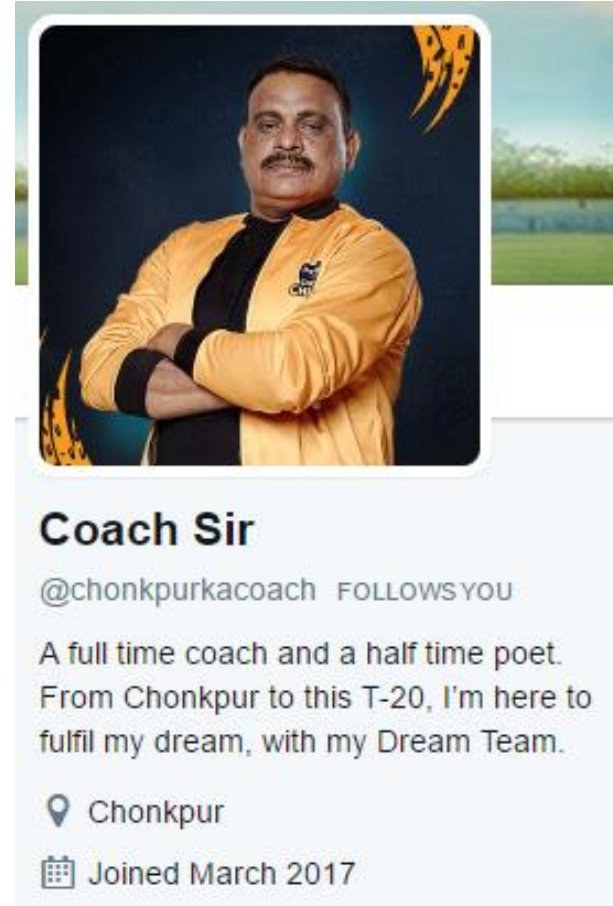 Coach Sir
@chonkpurkacoach FOLLOWS YOU
A full time coach and a half time poet.
From Chonkpur to this T-20, I'm here to
fulfil my dream, with my Dream Team.
Chonkpur
Joined March 2017